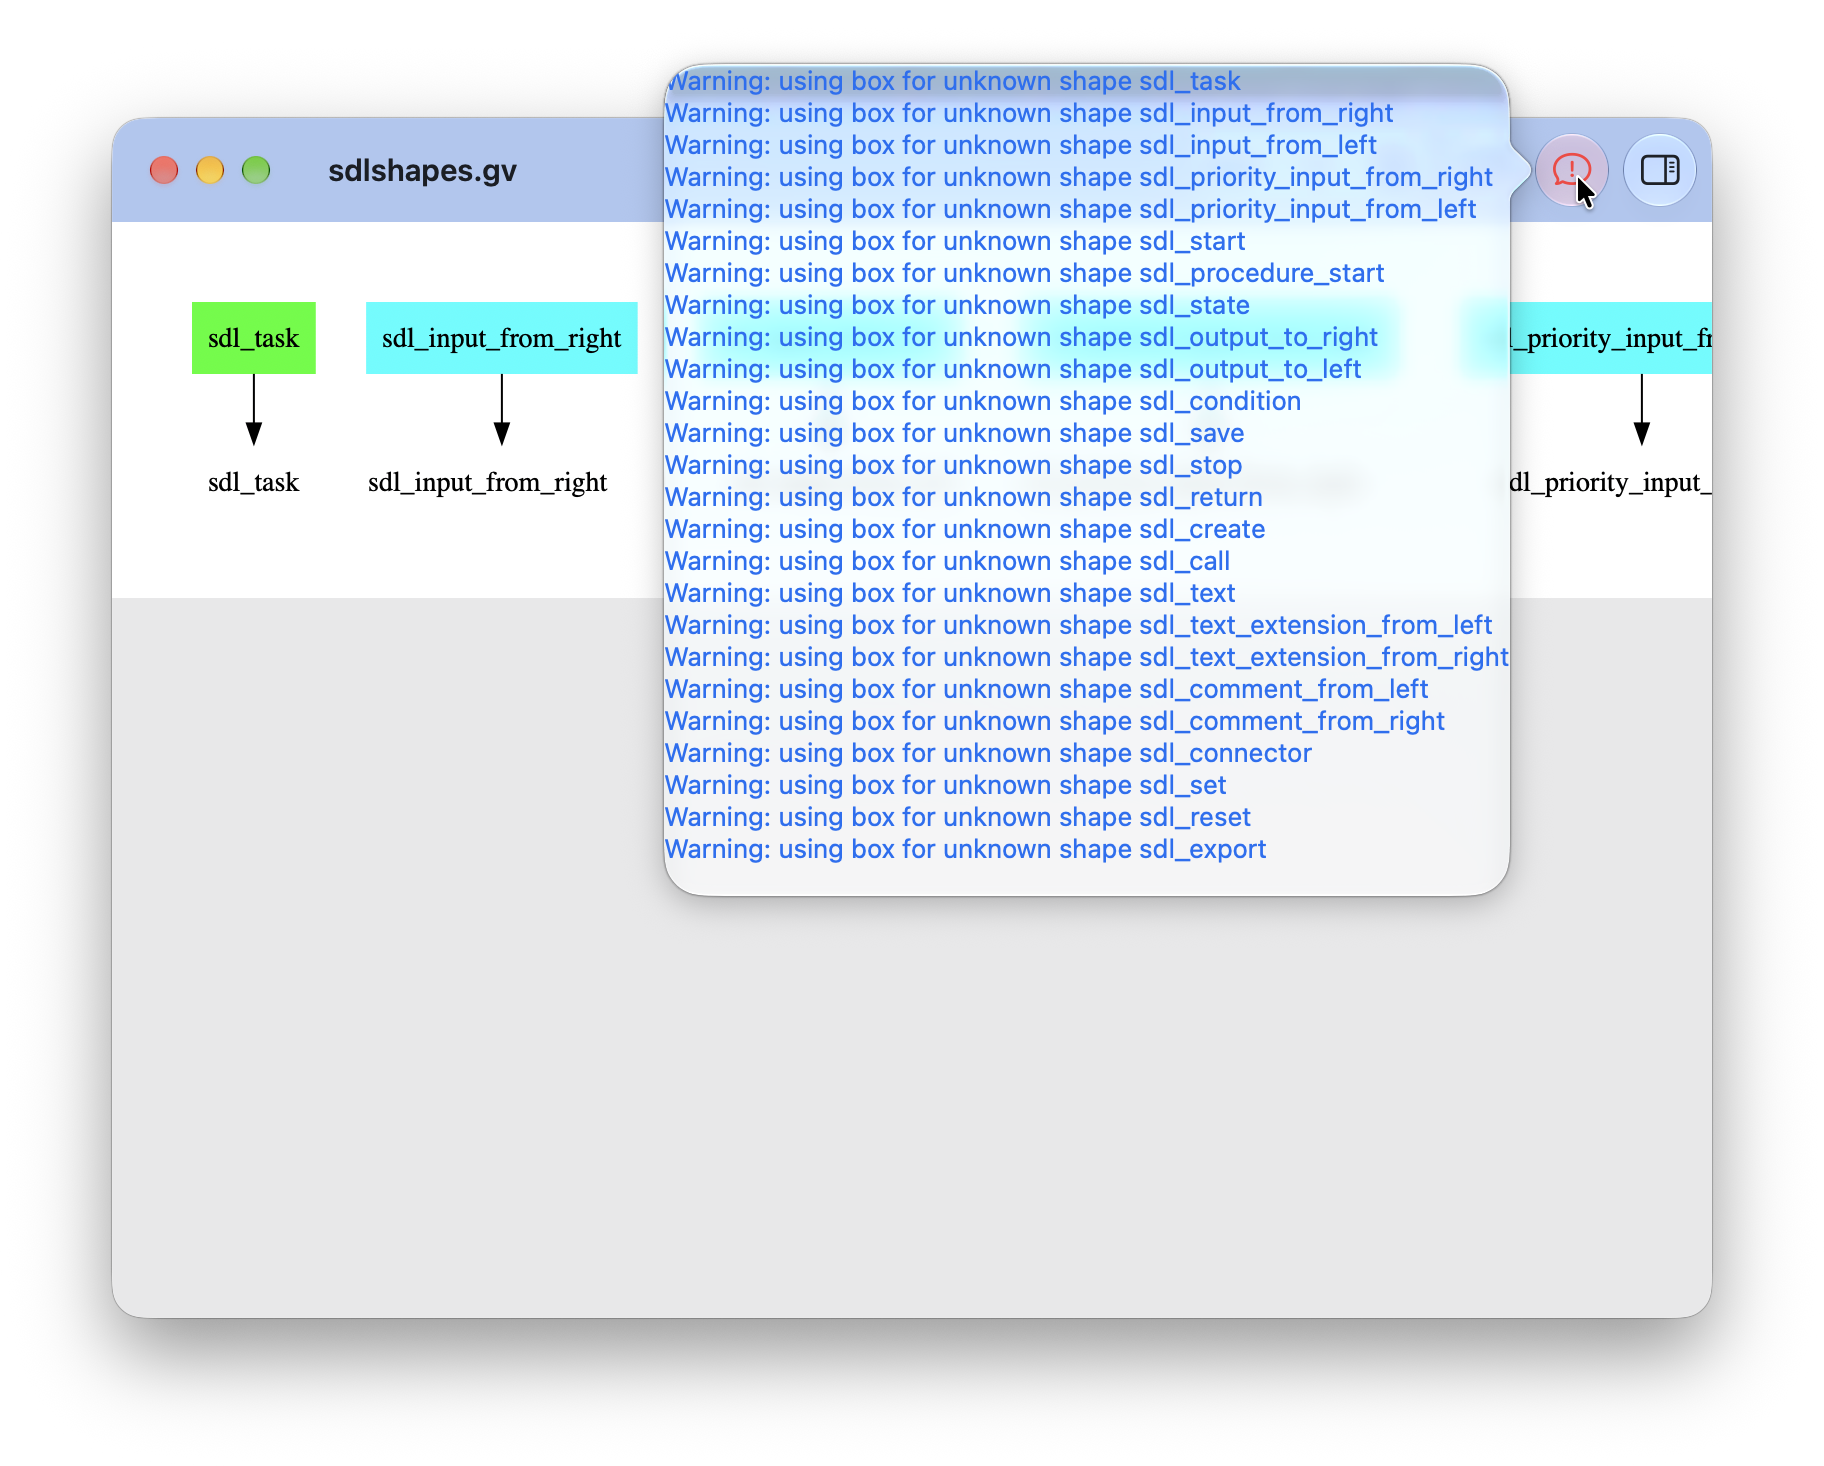 sdlshapes.gv
Warning: using box for unknown shape sdl_task
Warning: using box for unknown shape sdl_input_from_right
Warning: using box for unknown shape sdl_input_from_left
Warning: using box for unknown shape sdl_priority_input_from_right
Warning: using box for unknown shape sdl_priority_input_from_left
Warning: using box for unknown shape sdl_start
Warning: using box for unknown shape sdl_procedure_start
Warning: using box for unknown shape sdl_state
Warning: using box for unknown shape sdl_output_to_right
Warning: using box for unknown shape sdl_output_to_left
Warning: using box for unknown shape sdl_condition
Warning: using box for unknown shape sdl_save
Warning: using box for unknown shape sdl_stop
Warning: using box for unknown shape sdl_return
Warning: using box for unknown shape sdl_create
Warning: using box for unknown shape sdl_call
Warning: using box for unknown shape sdl_text
Warning: using box for unknown shape sdl_text_extension_from_left
Warning: using box for unknown shape sdl_text_extension_from_right
Warning: using box for unknown shape sdl_comment_from_left
Warning: using box for unknown shape sdl_comment_from_right
Warning: using box for unknown shape sdl_connector
Warning: using box for unknown shape sdl_set
Warning: using box for unknown shape sdl_reset
Warning: using box for unknown shape sdl_export
sdl_task
sdl_input_from_right
l_priority_input_fr
sdl_task
sdl_input_from_right
dl_priority_input_